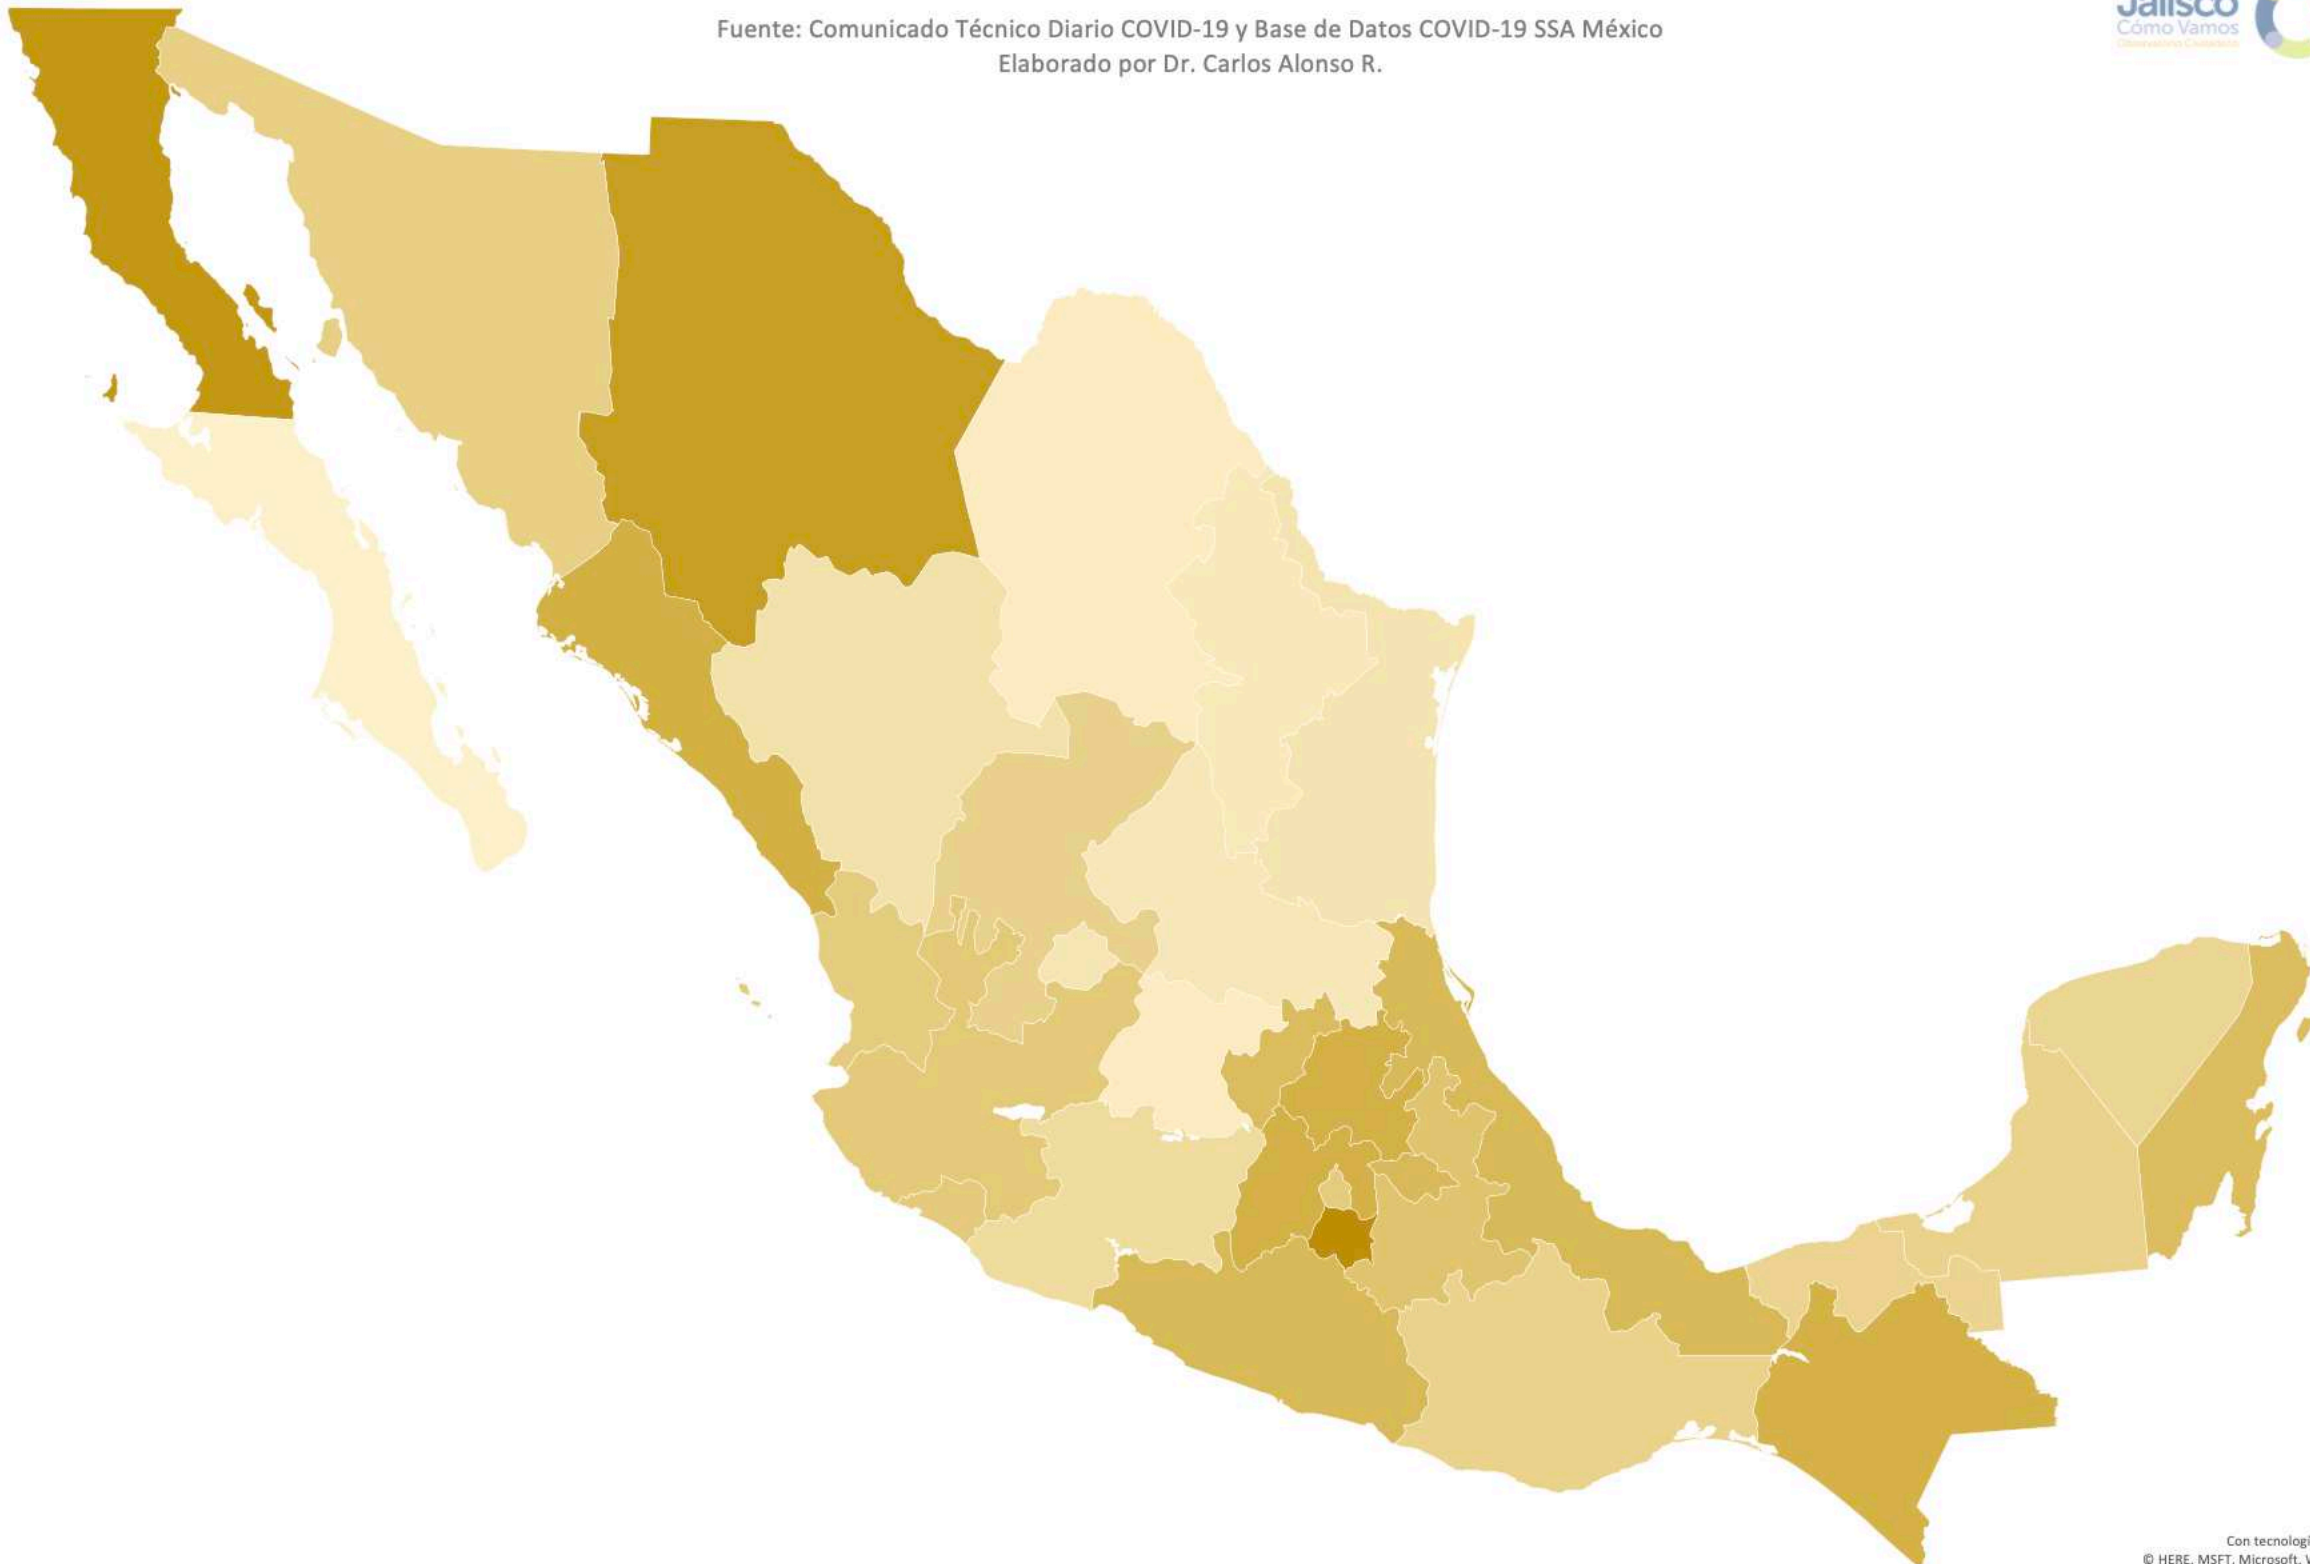 Fuente: Comunicado Técnico Diario COVID-19 y Base de Datos COVID-19 SSA México
Elaborado por Dr. Carlos Alonso R.
Jalisco
Cómo Vamos
Con tecnologí
© HERE, MSFT, Microsoft,